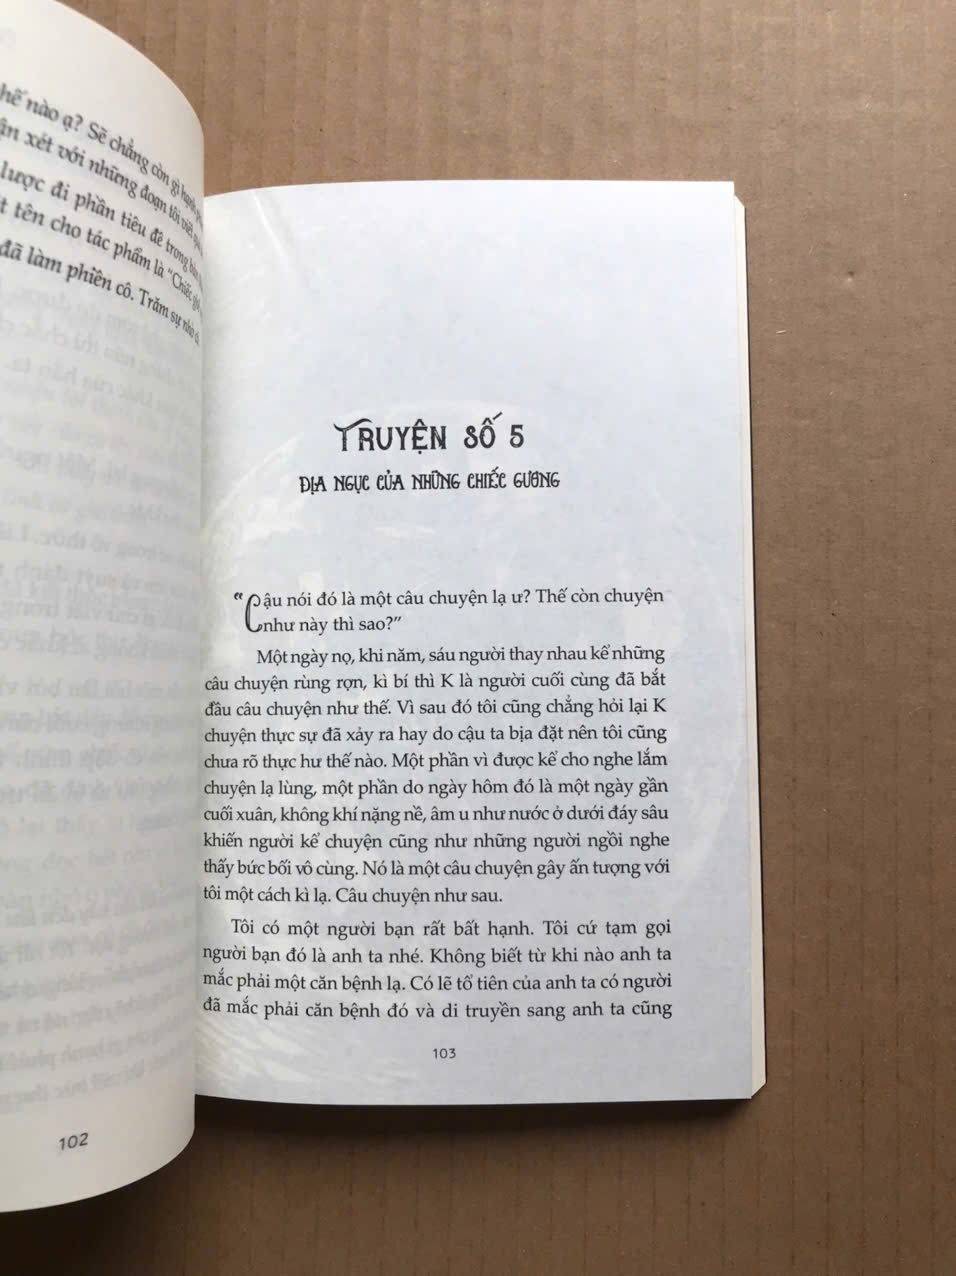 hế nào ạ? Sẽ chẳng còn gì hạnh
xét với những đoạn tôi viết
lược đi phần tiêu đề trong bản
tên cho tác phẩm là “Chiếc ghế
đã làm phiền cô. Trăm sự nhờ cô
102
TRUYỆN SỐ 5
ĐỊA NGỤC CỦA NHỮNG CHIẾC GƯƠNG
“Cậu nói đó là một câu chuyện lạ ư? Thế còn chuyện
như này thì sao?”
Một ngày nọ, khi năm, sáu người thay nhau kể những
câu chuyện rùng rợn, kì bí thì K là người cuối cùng đã bắt
đầu câu chuyện như thế. Vì sau đó tôi cũng chẳng hỏi lại K
chuyện thực sự đã xảy ra hay do cậu ta bịa đặt nên tôi cũng
chưa rõ thực hư thế nào. Một phần vì được kể cho nghe lắm
chuyện lạ lùng, một phần do ngày hôm đó là một ngày gần
cuối xuân, không khí nặng nề, âm u như nước ở dưới đáy sâu
khiến người kể chuyện cũng như những người ngồi nghe
thấy bức bối vô cùng. Nó là một câu chuyện gây ấn tượng với
tôi một cách kì lạ. Câu chuyện như sau.
Tôi có một người bạn rất bất hạnh. Tôi cứ tạm gọi
người bạn đó là anh ta nhé. Không biết từ khi nào anh ta
mắc phải một căn bệnh lạ. Có lẽ tổ tiên của anh ta có người
đã mắc phải căn bệnh đó và di truyền sang anh ta cũng
103